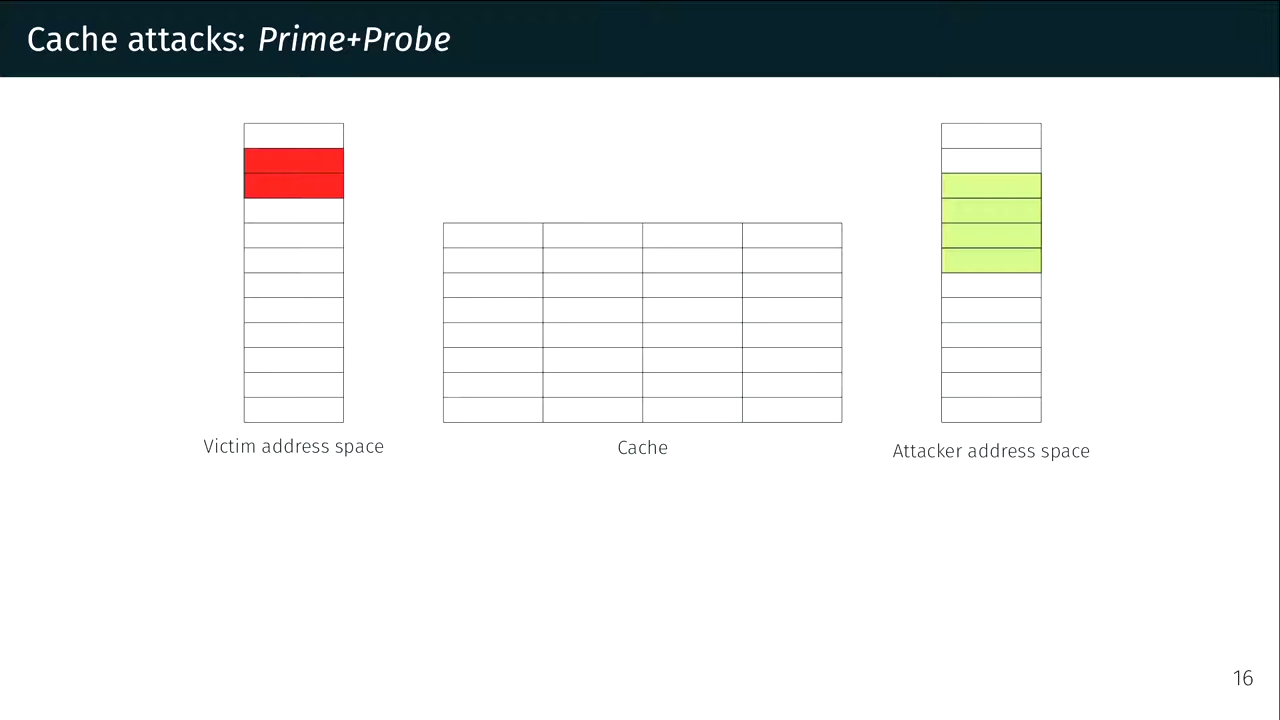 Cache attacks: Prime+Probe
Victim address space
Cache
Attacker address space
16